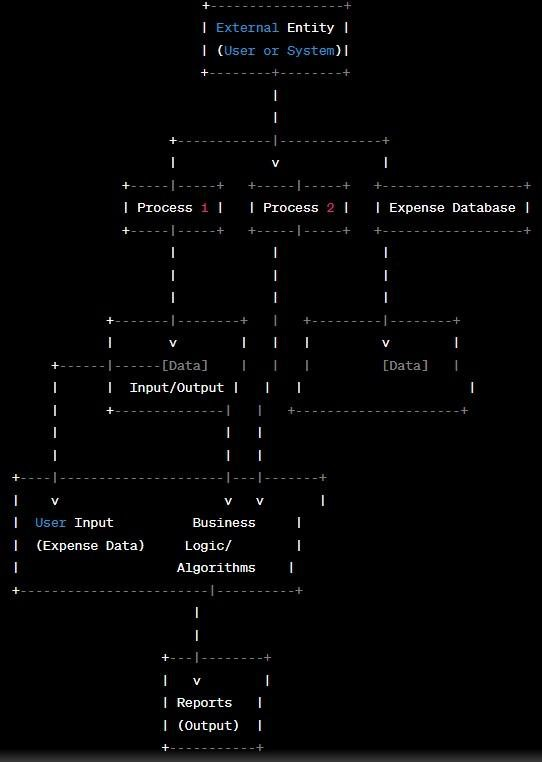 External Entity
(User or System)
v
Process 1 Process 2 Expense Database
v v
[Data] [Data]
Input/Output
v v v
User Input Business
(Expense Data) Logic/
Algorithms
v
Reports
(Output)